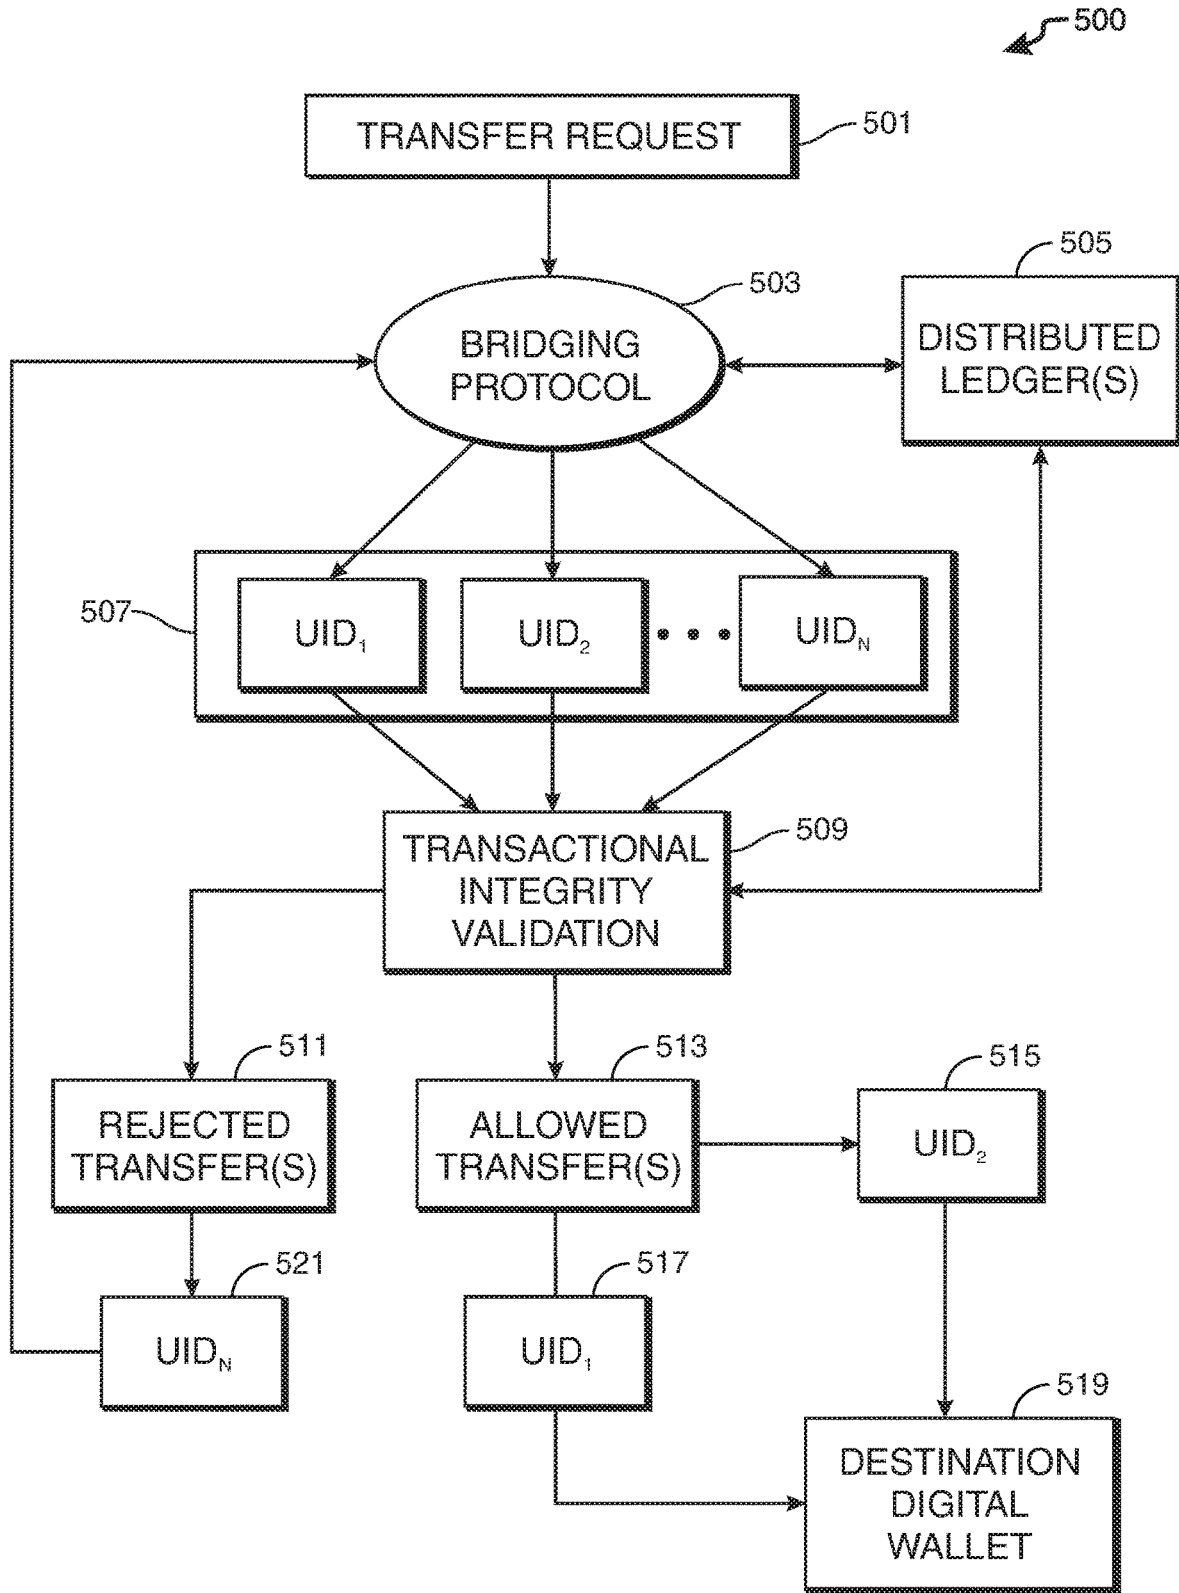 500
TRANSFER REQUEST
501
503
505
BRIDGING
PROTOCOL
DISTRIBUTED
LEDGER(S)
507
UID₁
UID₂
• • •
UIDN
509
TRANSACTIONAL
INTEGRITY
VALIDATION
511
513
515
REJECTED
TRANSFER(S)
ALLOWED
TRANSFER(S)
UID₂
521
517
UIDN
UID₁
519
DESTINATION
DIGITAL
WALLET